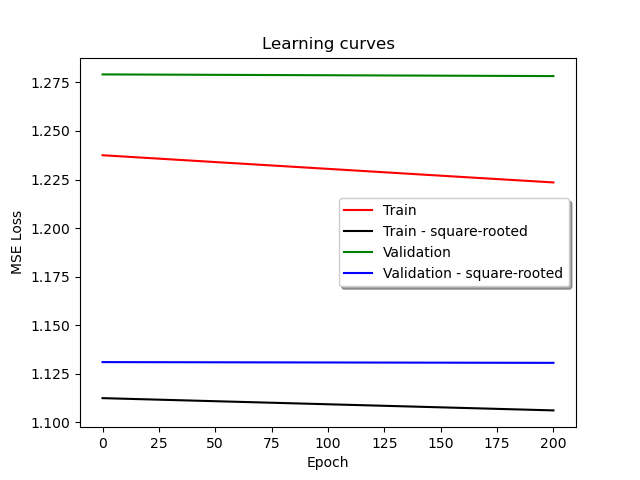 Learning curves
MSE Loss
1.275
1.250
1.225
1.200
1.175
1.150
1.125
1.100
Train
Train - square-rooted
Validation
Validation - square-rooted
0 25 50 75 100 125 150 175 200
Epoch